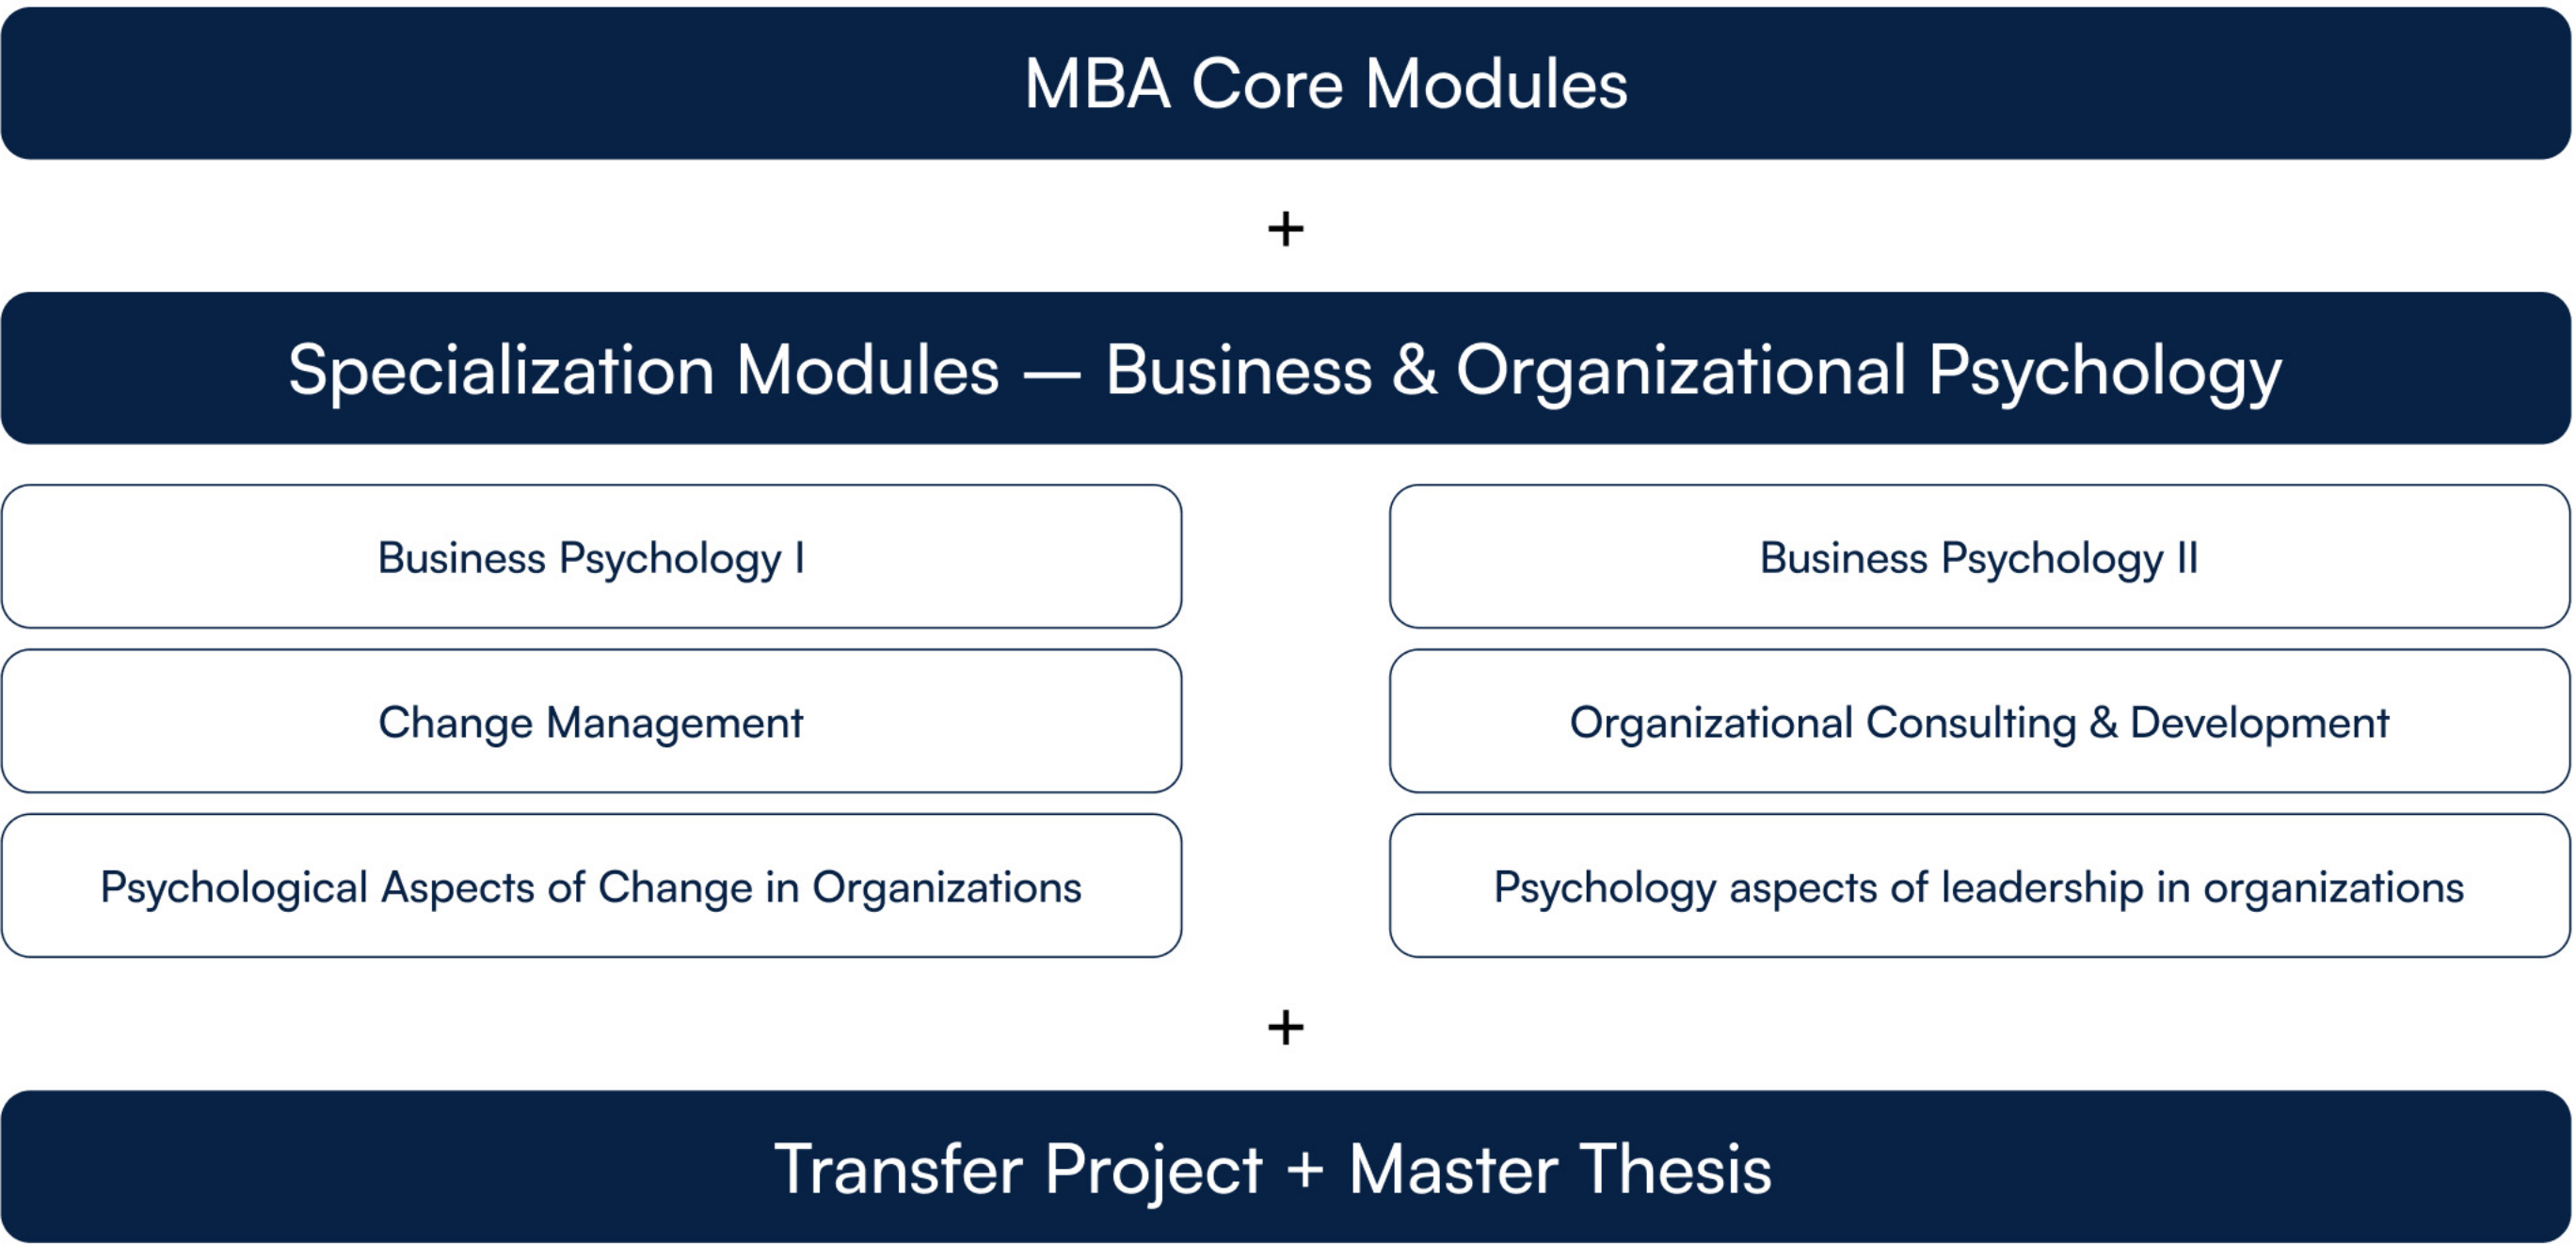 MBA Core Modules
+
Specialization Modules — Business & Organizational Psychology
Business Psychology I
Business Psychology II
Change Management
Organizational Consulting & Development
Psychological Aspects of Change in Organizations
Psychology aspects of leadership in organizations
+
Transfer Project + Master Thesis